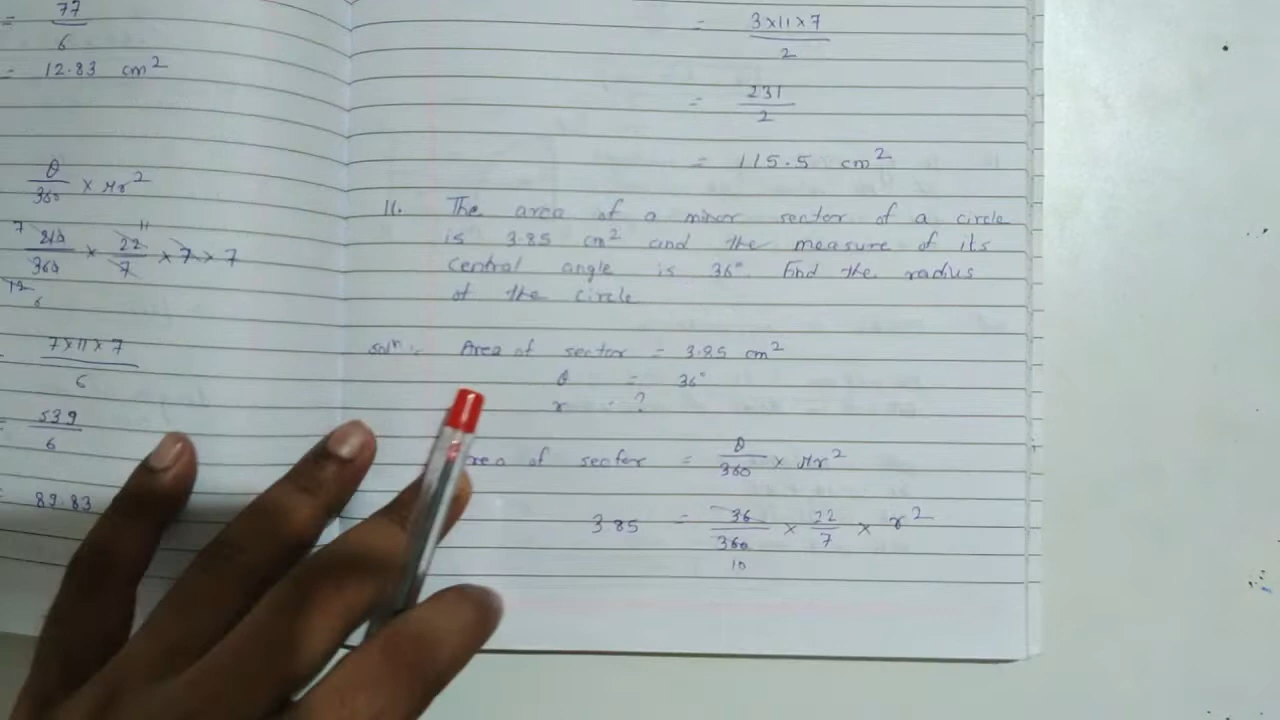 = 77
6
= 12.83 cm²
θ
360 × πr²
7 210 × 22 11 × 7 × 7
360 7
12
6
7×11×7
6
= 539
6
= 89.83
= 3×11×7
2
= 231
2
= 115.5 cm²
11. The area of a minor sector of a circle
is 3.85 cm² and the measure of its
central angle is 36°. Find the radius
of the circle
Solⁿ:- Area of sector = 3.85 cm²
θ = 36°
r = ?
of sector = θ
360 × πr²
3.85 = 36 × 22 × r²
360 7
10